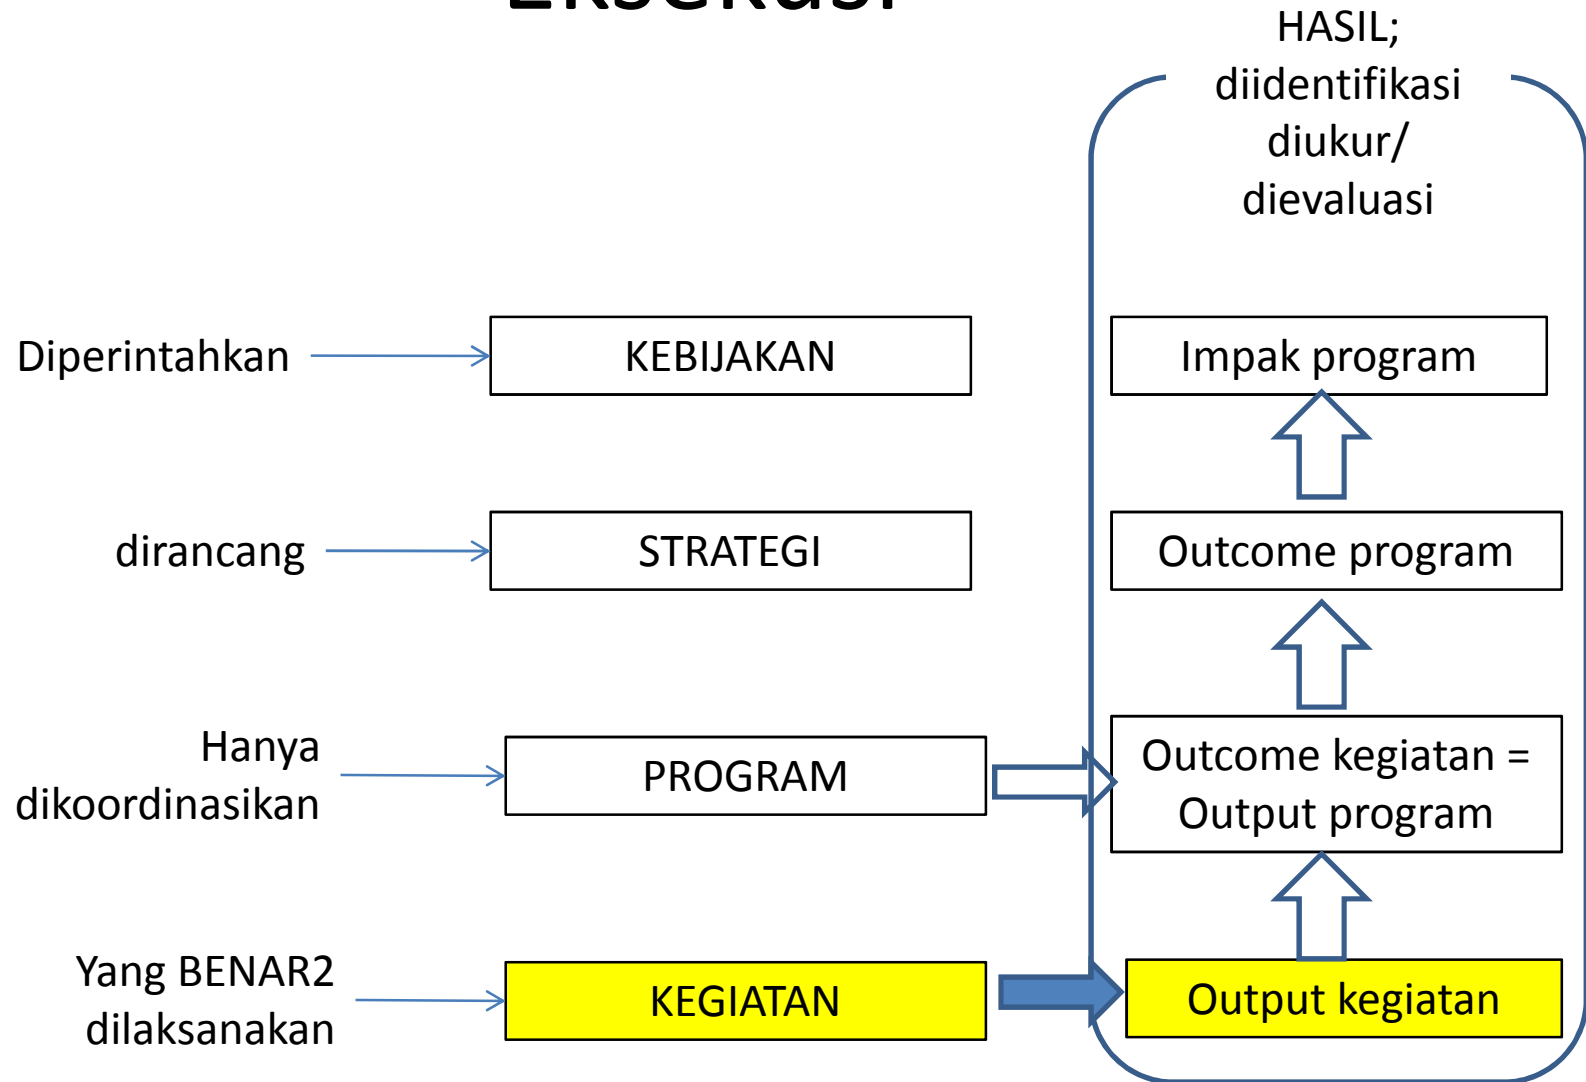 Eksekusi
HASIL;
diidentifikasi
diukur/
dievaluasi
Diperintahkan
KEBIJAKAN
Impak program
dirancang
STRATEGI
Outcome program
Hanya
dikoordinasikan
PROGRAM
Outcome kegiatan =
Output program
Yang BENAR2
dilaksanakan
KEGIATAN
Output kegiatan